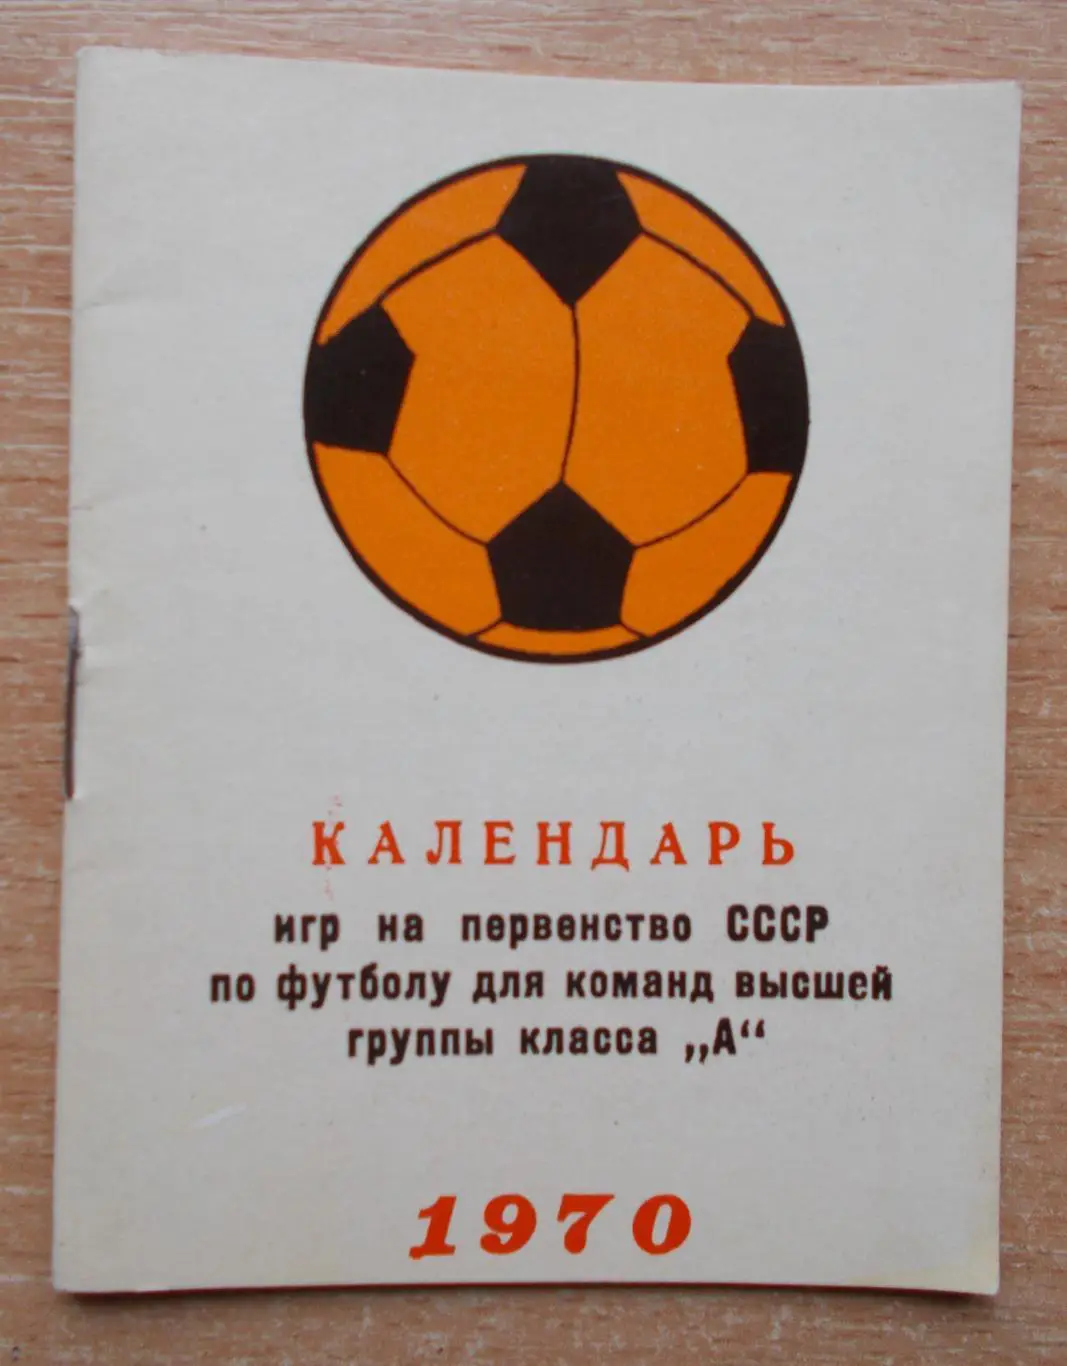 КАЛЕНДАРЬ
игр на первенство СССР
по футболу для команд высшей
группы класса „А“
1970